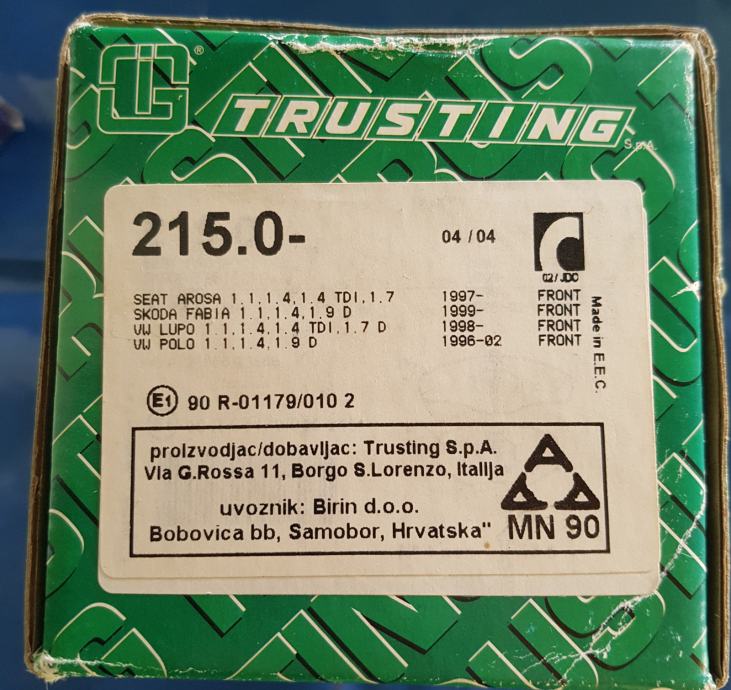 TRUSTING
S.p.A.
215.0-
04/04
02/JDC
SEAT AROSA 1.1,1.4,1.4 TDI,1.7 1997- FRONT
SKODA FABIA 1.1,1.4,1.9 D 1999- FRONT
VW LUPO 1.1,1.4,1.4 TDI,1.7 D 1998- FRONT
VW POLO 1.1,1.4,1.9 D 1996-02 FRONT
Made in E.E.C.
E1 90 R-01179/010 2
proizvodjac/dobavljac: Trusting S.p.A.
Via G.Rossa 11, Borgo S.Lorenzo, Italija
uvoznik: Birin d.o.o.
Bobovica bb, Samobor, Hrvatska"
MN 90